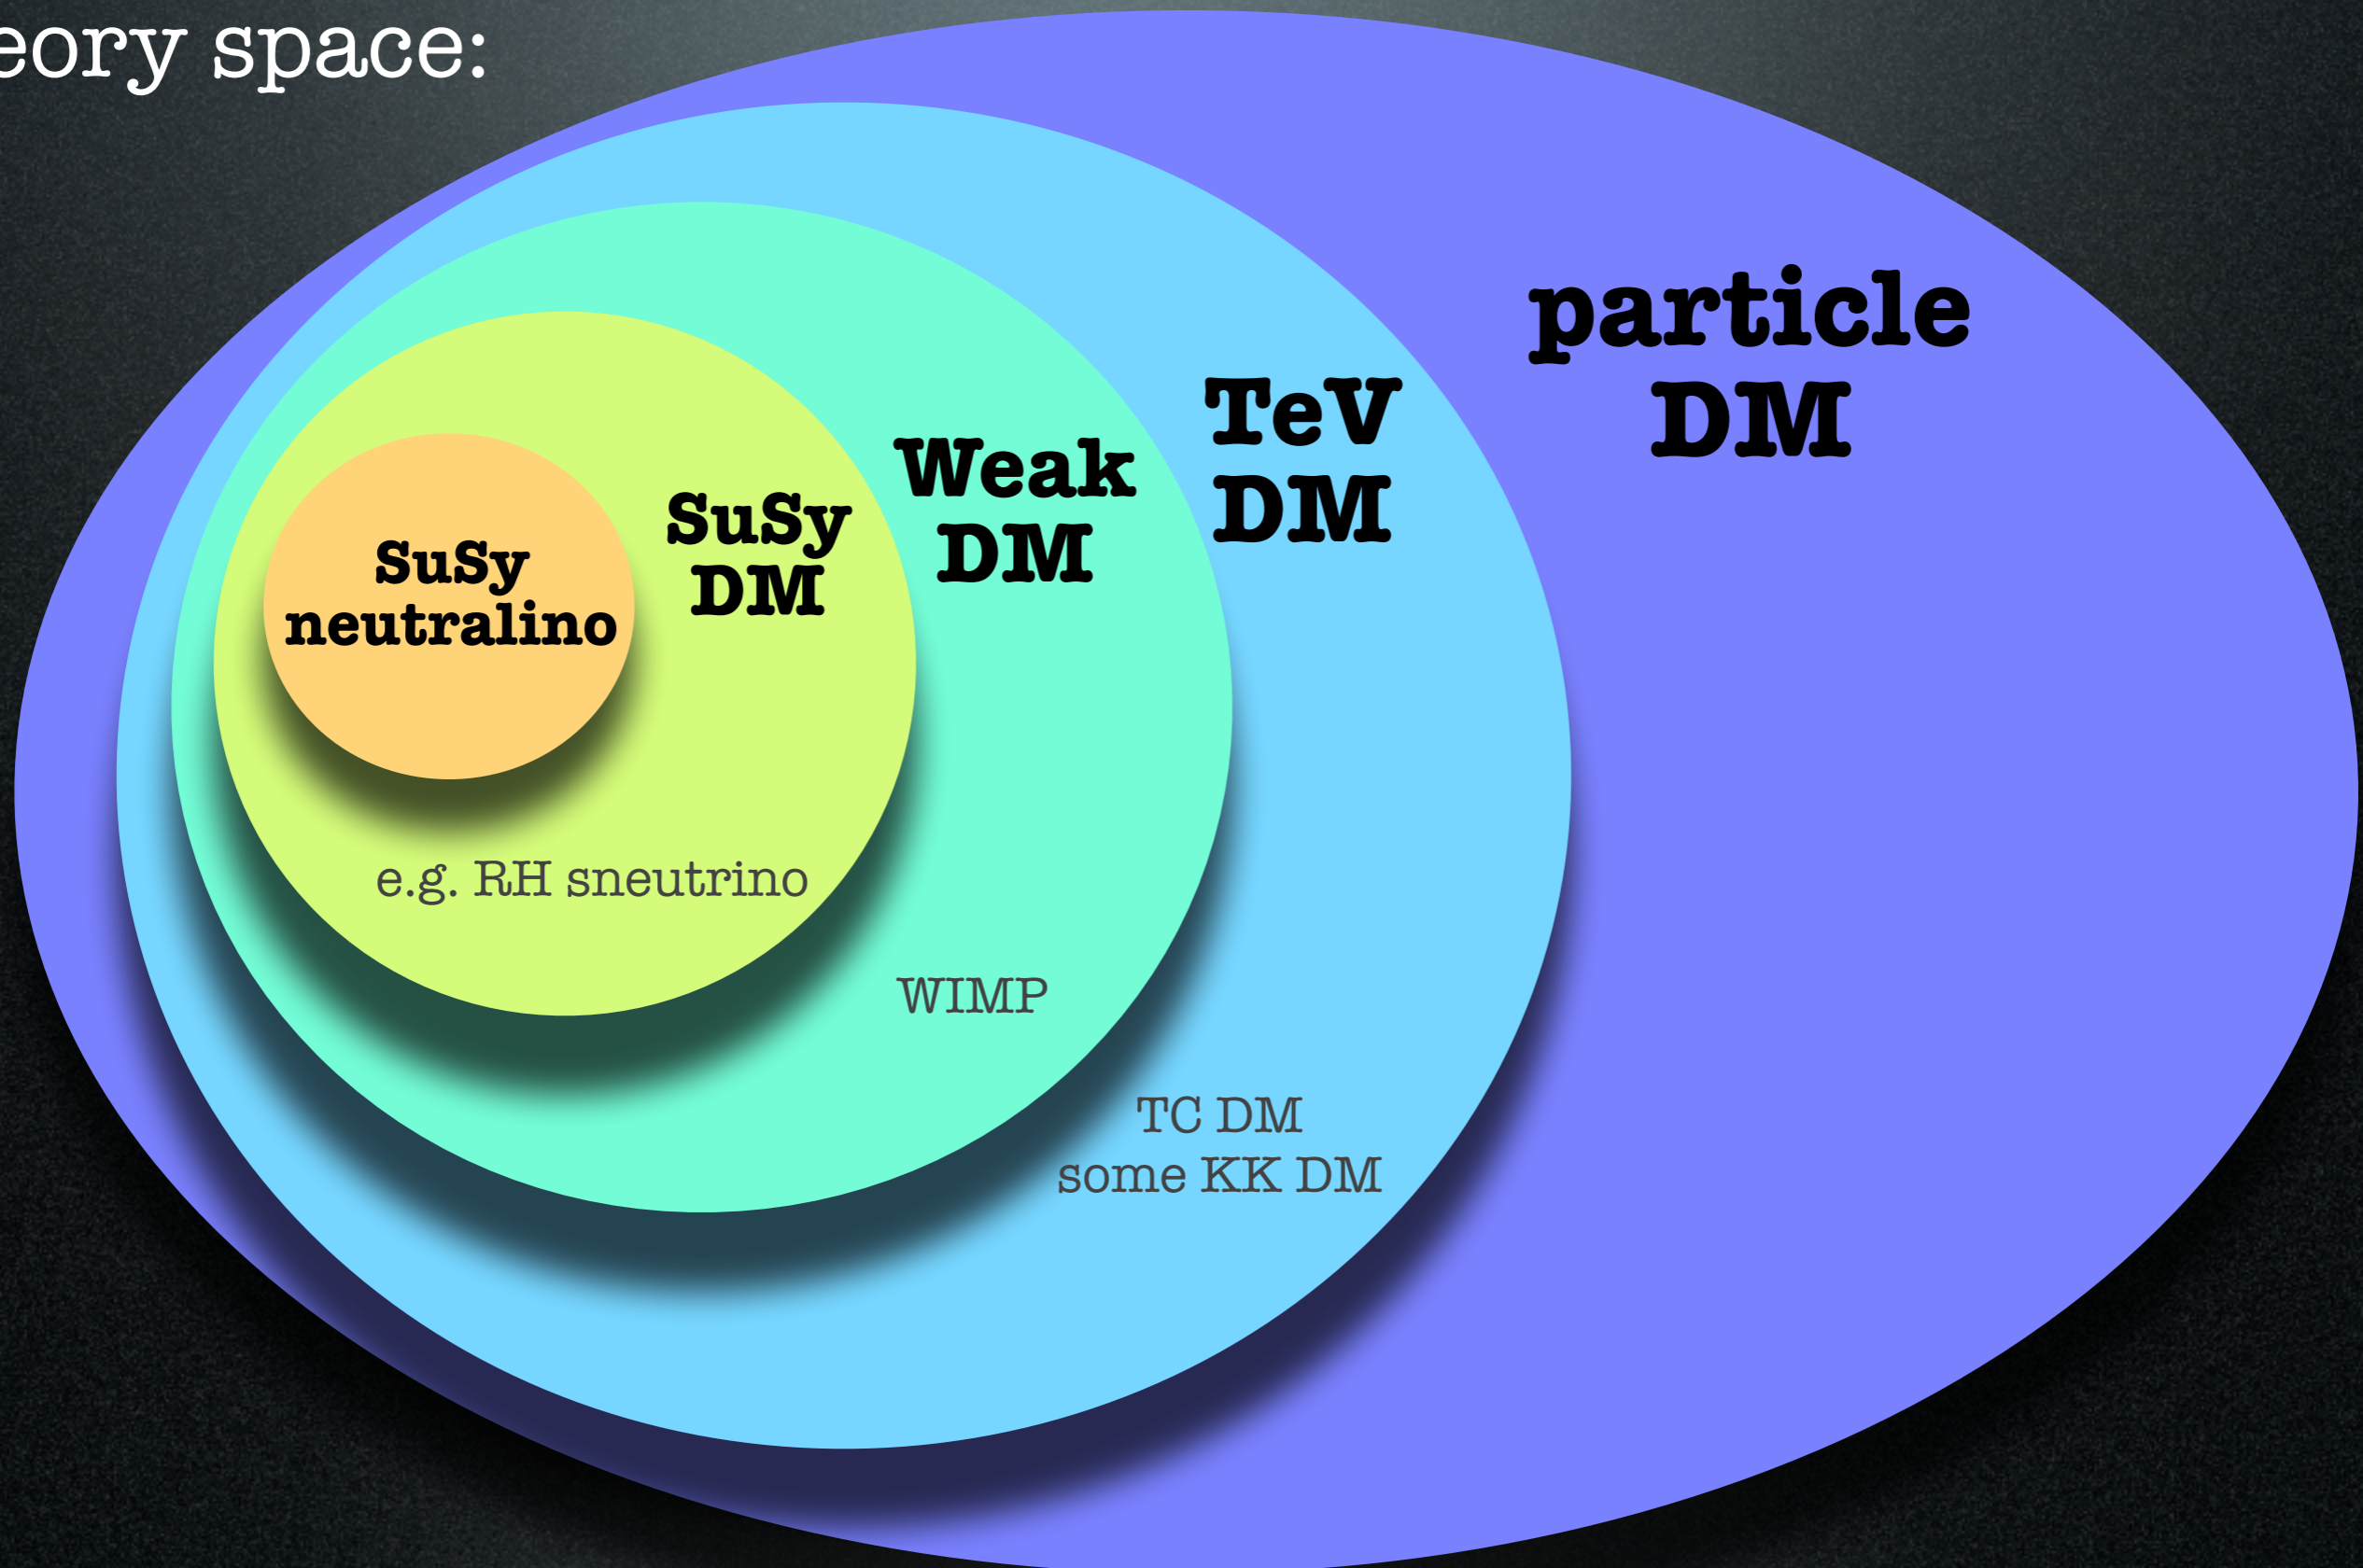 eory space:
particle
DM
TeV
DM
Weak
DM
SuSy
DM
SuSy
neutralino
e.g. RH sneutrino
WIMP
TC DM
some KK DM